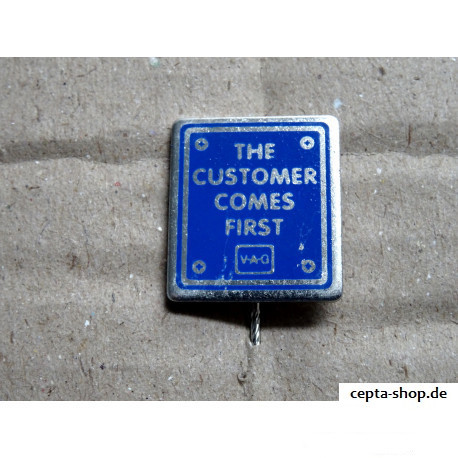 THE
CUSTOMER
COMES
FIRST
V·A·G
cepta-shop.de